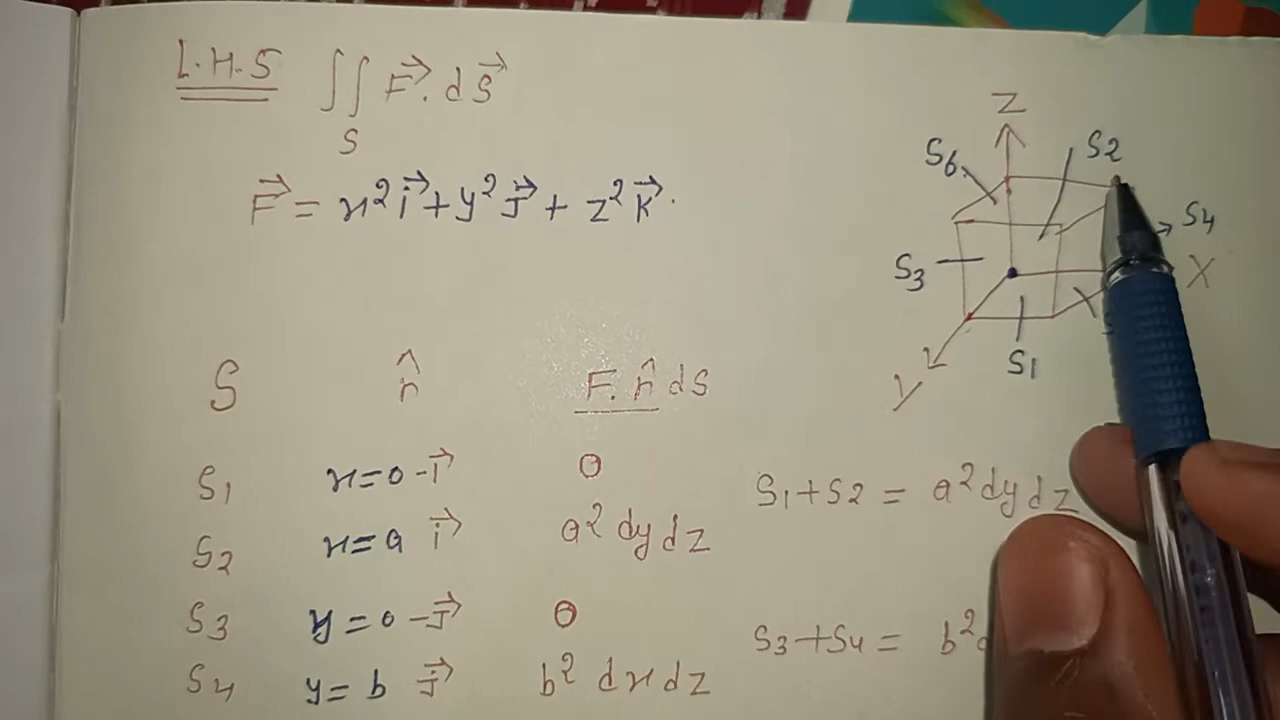 L.H.S ∬ F⃗. dS⃗
S
F⃗ = x² i⃗ + y² J⃗ + z² K⃗.
Z
S6
S2
S4
S3
X
S1
Y
S n̂ F. n̂ ds
S1 x=0 -i⃗ 0
S1+S2 = a² dy dz
S2 x=a i⃗ a² dy dz
S3 y=0 -J⃗ 0
S3+S4 = b²
S4 y=b J⃗ b² dx dz